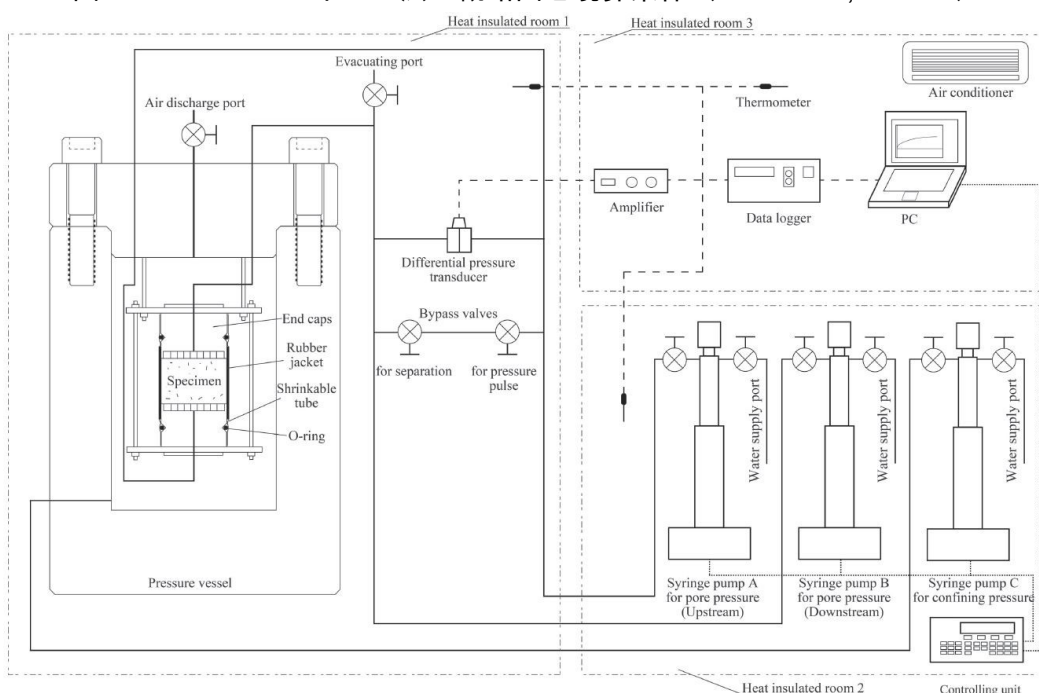 Heat insulated room 1
Heat insulated room 3
Evacuating port
Air discharge port
Thermometer
Air conditioner
Amplifier
Data logger
PC
Differential pressure
transducer
End caps
Bypass valves
Rubber
jacket
for separation
for pressure
pulse
Specimen
Shrinkable
tube
O-ring
Water supply port
Water supply port
Water supply port
Pressure vessel
Syringe pump A
for pore pressure
(Upstream)
Syringe pump B
for pore pressure
(Downstream)
Syringe pump C
for confining pressure
Heat insulated room 2
Controlling unit